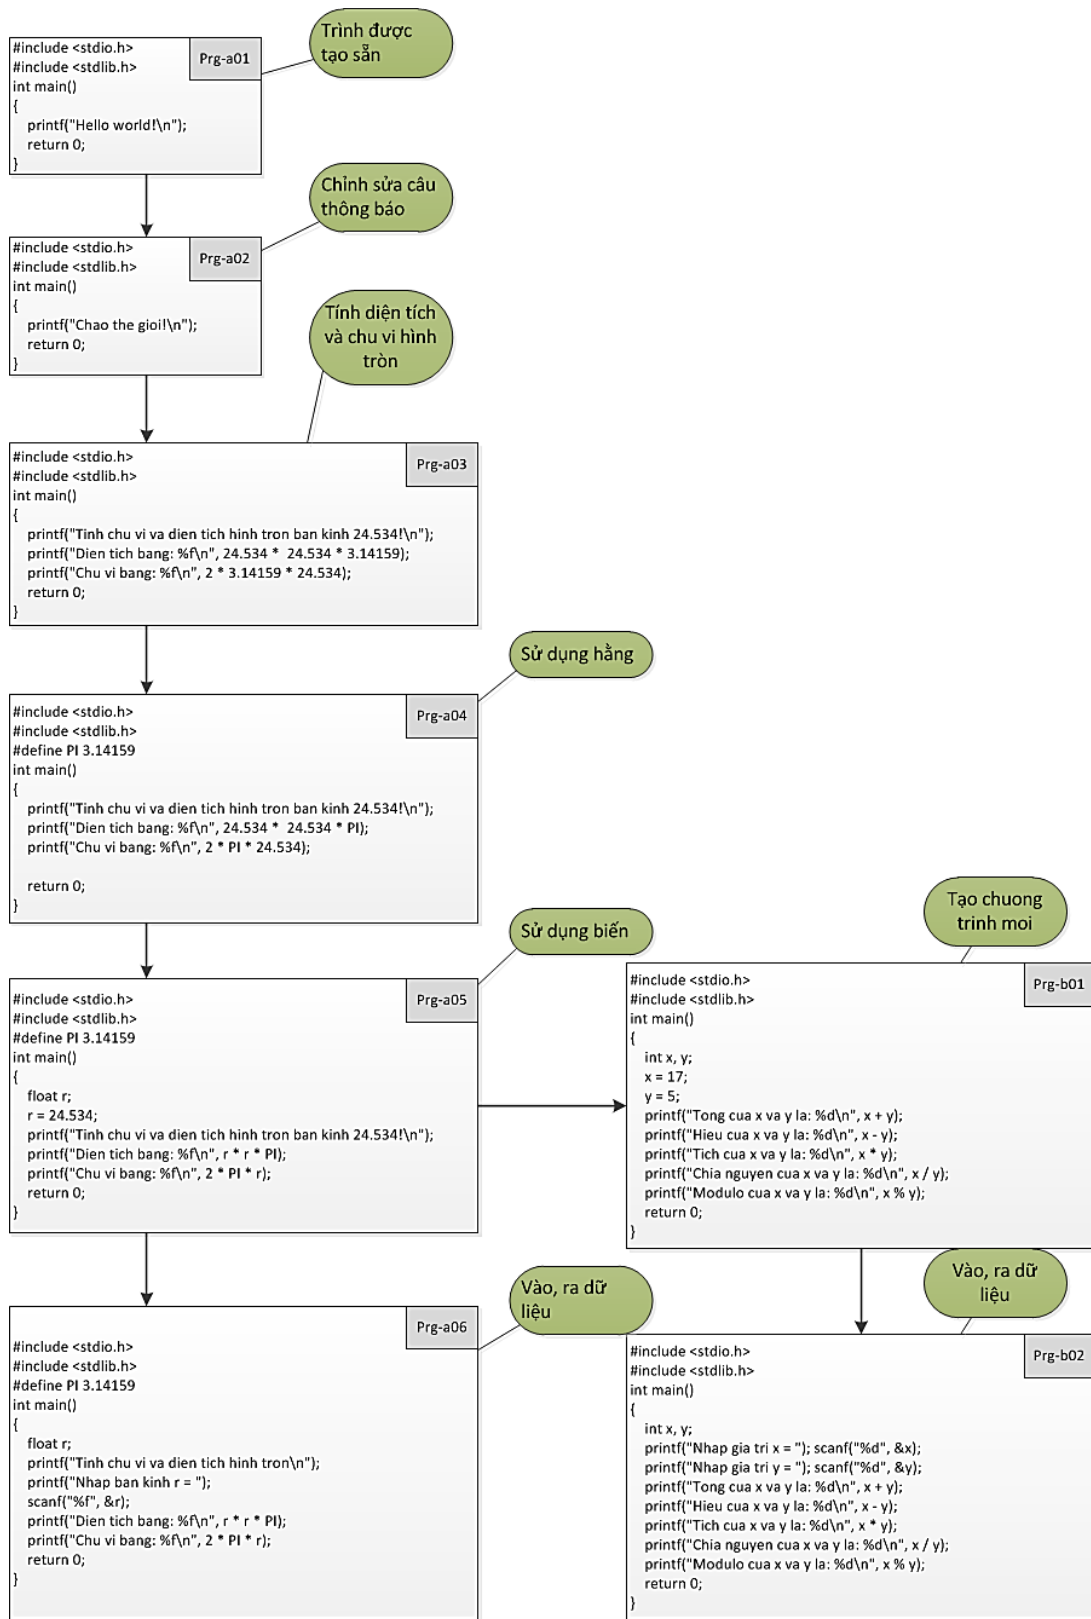 Trình được
tạo sẵn
Prg-a01
#include <stdio.h>
#include <stdlib.h>
int main()
{
printf("Hello world!\n");
return 0;
}
Chỉnh sửa câu
thông báo
Prg-a02
#include <stdio.h>
#include <stdlib.h>
int main()
{
printf("Chao the gioi!\n");
return 0;
}
Tính diện tích
và chu vi hình
tròn
Prg-a03
#include <stdio.h>
#include <stdlib.h>
int main()
{
printf("Tinh chu vi va dien tich hinh tron ban kinh 24.534!\n");
printf("Dien tich bang: %f\n", 24.534 *  24.534 * 3.14159);
printf("Chu vi bang: %f\n", 2 * 3.14159 * 24.534);
return 0;
}
Sử dụng hằng
Prg-a04
#include <stdio.h>
#include <stdlib.h>
#define PI 3.14159
int main()
{
printf("Tinh chu vi va dien tich hinh tron ban kinh 24.534!\n");
printf("Dien tich bang: %f\n", 24.534 *  24.534 * PI);
printf("Chu vi bang: %f\n", 2 * PI * 24.534);
return 0;
}
Sử dụng biến
Prg-a05
#include <stdio.h>
#include <stdlib.h>
#define PI 3.14159
int main()
{
float r;
r = 24.534;
printf("Tinh chu vi va dien tich hinh tron ban kinh 24.534!\n");
printf("Dien tich bang: %f\n", r * r * PI);
printf("Chu vi bang: %f\n", 2 * PI * r);
return 0;
}
Tạo chuong
trinh moi
Prg-b01
#include <stdio.h>
#include <stdlib.h>
int main()
{
int x, y;
x = 17;
y = 5;
printf("Tong cua x va y la: %d\n", x + y);
printf("Hieu cua x va y la: %d\n", x - y);
printf("Tich cua x va y la: %d\n", x * y);
printf("Chia nguyen cua x va y la: %d\n", x / y);
printf("Modulo cua x va y la: %d\n", x % y);
return 0;
}
Vào, ra dữ
liệu
Prg-a06
#include <stdio.h>
#include <stdlib.h>
#define PI 3.14159
int main()
{
float r;
printf("Tinh chu vi va dien tich hinh tron\n");
printf("Nhap ban kinh r = ");
scanf("%f", &r);
printf("Dien tich bang: %f\n", r * r * PI);
printf("Chu vi bang: %f\n", 2 * PI * r);
return 0;
}
Vào, ra dữ
liệu
Prg-b02
#include <stdio.h>
#include <stdlib.h>
int main()
{
int x, y;
printf("Nhap gia tri x = "); scanf("%d", &x);
printf("Nhap gia tri y = "); scanf("%d", &y);
printf("Tong cua x va y la: %d\n", x + y);
printf("Hieu cua x va y la: %d\n", x - y);
printf("Tich cua x va y la: %d\n", x * y);
printf("Chia nguyen cua x va y la: %d\n", x / y);
printf("Modulo cua x va y la: %d\n", x % y);
return 0;
}